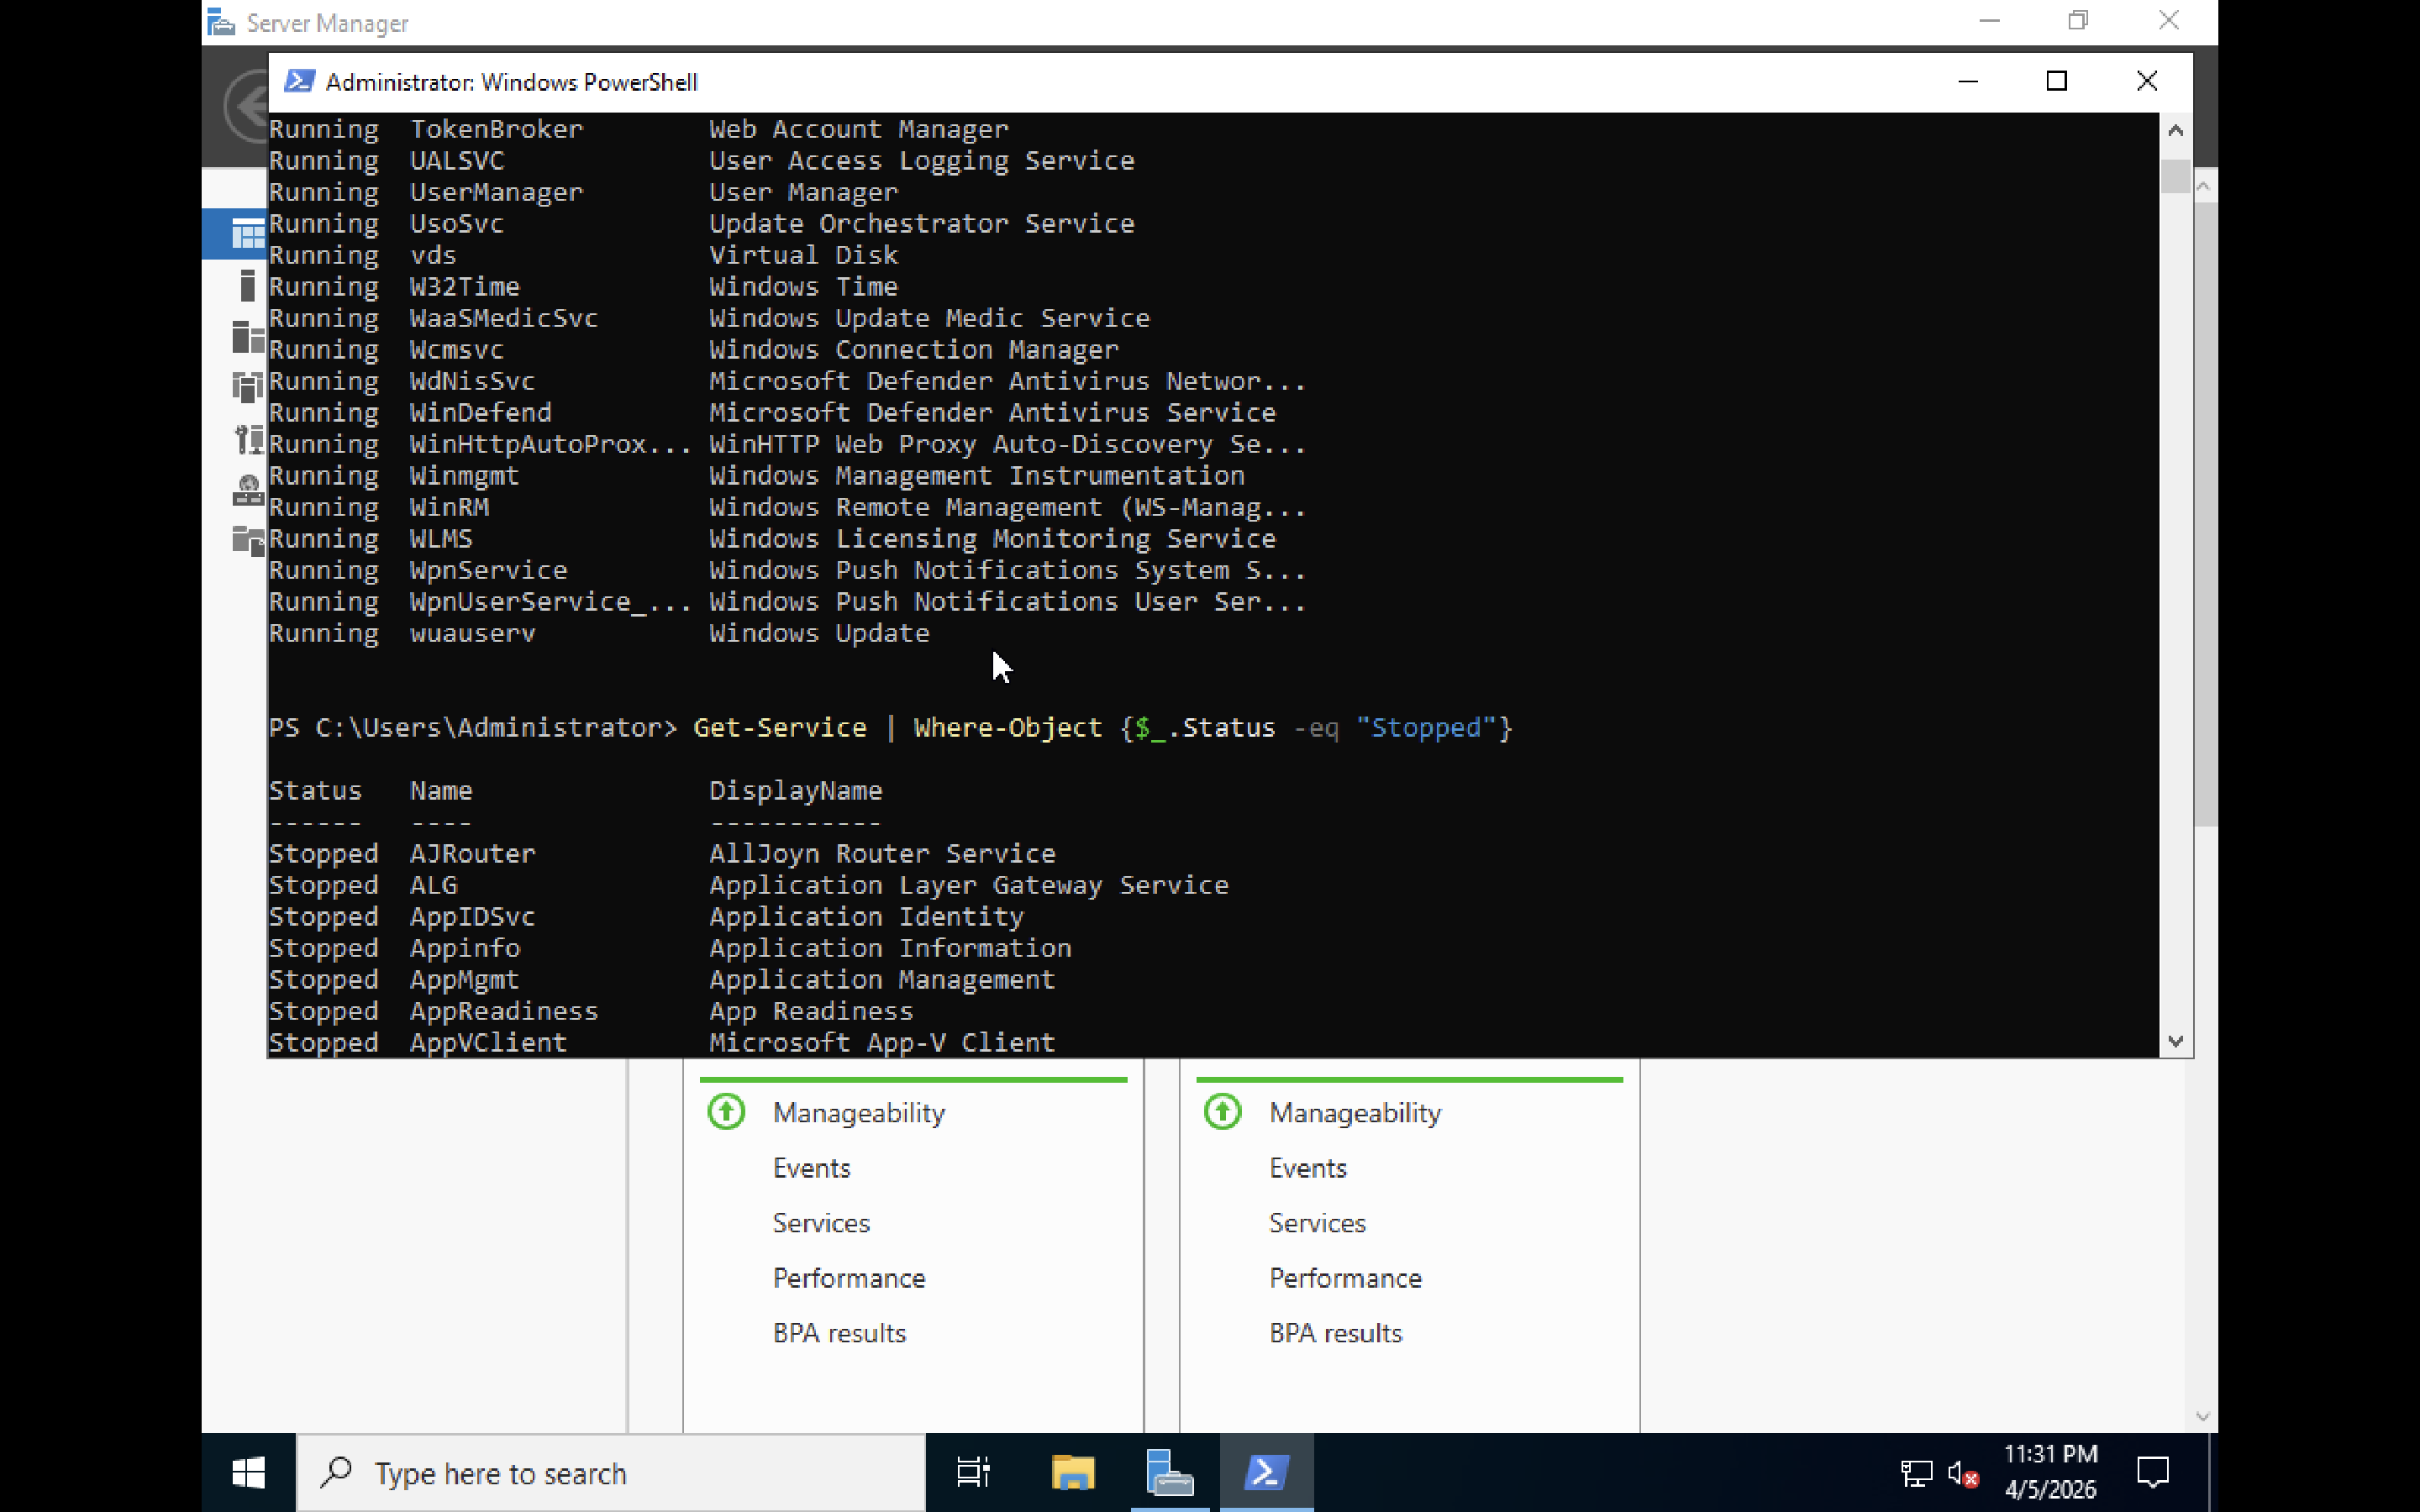 Server Manager
Administrator: Windows PowerShell
Running  TokenBroker        Web Account Manager
Running  UALSVC             User Access Logging Service
Running  UserManager        User Manager
Running  UsoSvc             Update Orchestrator Service
Running  vds                Virtual Disk
Running  W32Time            Windows Time
Running  WaaSMedicSvc       Windows Update Medic Service
Running  Wcmsvc             Windows Connection Manager
Running  WdNisSvc           Microsoft Defender Antivirus Networ...
Running  WinDefend          Microsoft Defender Antivirus Service
Running  WinHttpAutoProx... WinHTTP Web Proxy Auto-Discovery Se...
Running  Winmgmt            Windows Management Instrumentation
Running  WinRM              Windows Remote Management (WS-Manag...
Running  WLMS               Windows Licensing Monitoring Service
Running  WpnService         Windows Push Notifications System S...
Running  WpnUserService_... Windows Push Notifications User Ser...
Running  wuauserv           Windows Update
PS C:\Users\Administrator> Get-Service | Where-Object {$_.Status -eq "Stopped"}
Status   Name               DisplayName
------   ----               -----------
Stopped  AJRouter           AllJoyn Router Service
Stopped  ALG                Application Layer Gateway Service
Stopped  AppIDSvc           Application Identity
Stopped  Appinfo            Application Information
Stopped  AppMgmt            Application Management
Stopped  AppReadiness       App Readiness
Stopped  AppVClient         Microsoft App-V Client
Manageability
Events
Services
Performance
BPA results
Manageability
Events
Services
Performance
BPA results
Type here to search
11:31 PM
4/5/2026